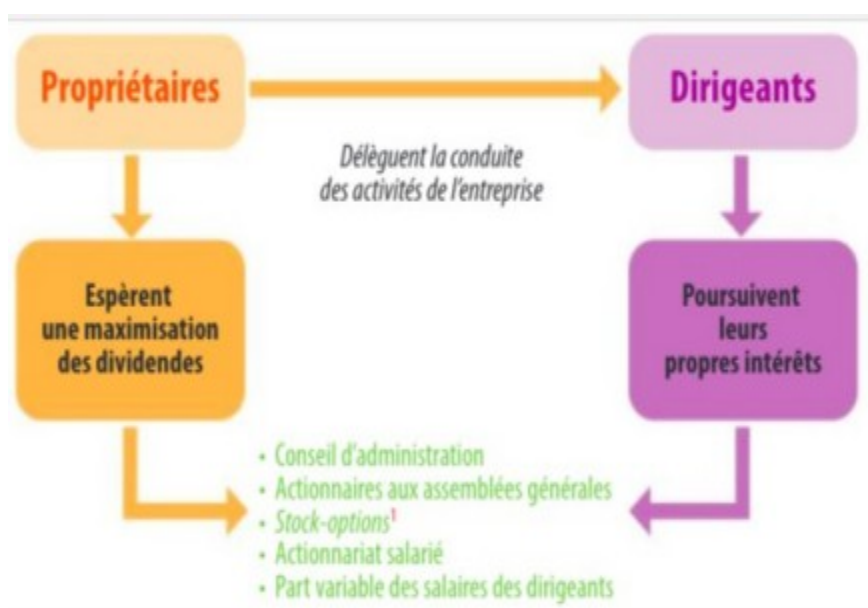 Propriétaires
Dirigeants
Délèguent la conduite
des activités de l'entreprise
Espèrent
une maximisation
des dividendes
Poursuivent
leurs
propres intérêts
• Conseil d'administration
• Actionnaires aux assemblées générales
• Stock-options¹
• Actionnariat salarié
• Part variable des salaires des dirigeants